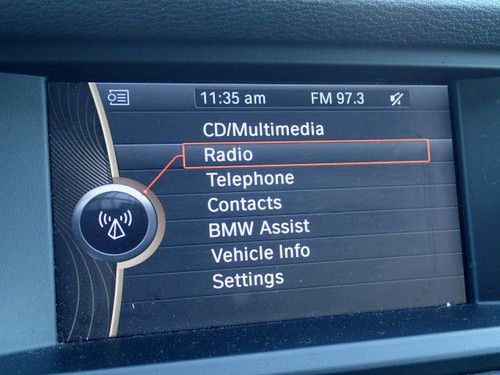 11:35 am FM 97.3
CD/Multimedia
Radio
Telephone
Contacts
BMW Assist
Vehicle Info
Settings